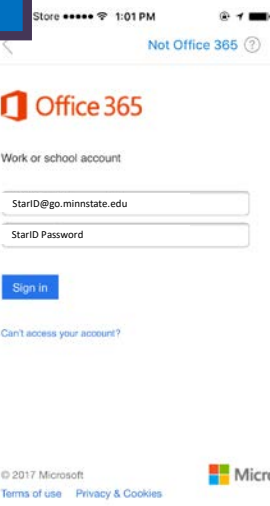 Store ••••• 1:01 PM
Not Office 365 ?
Office 365
Work or school account
StarID@go.minnstate.edu
StarID Password
Sign in
Can't access your account?
© 2017 Microsoft
Micro
Terms of use Privacy & Cookies